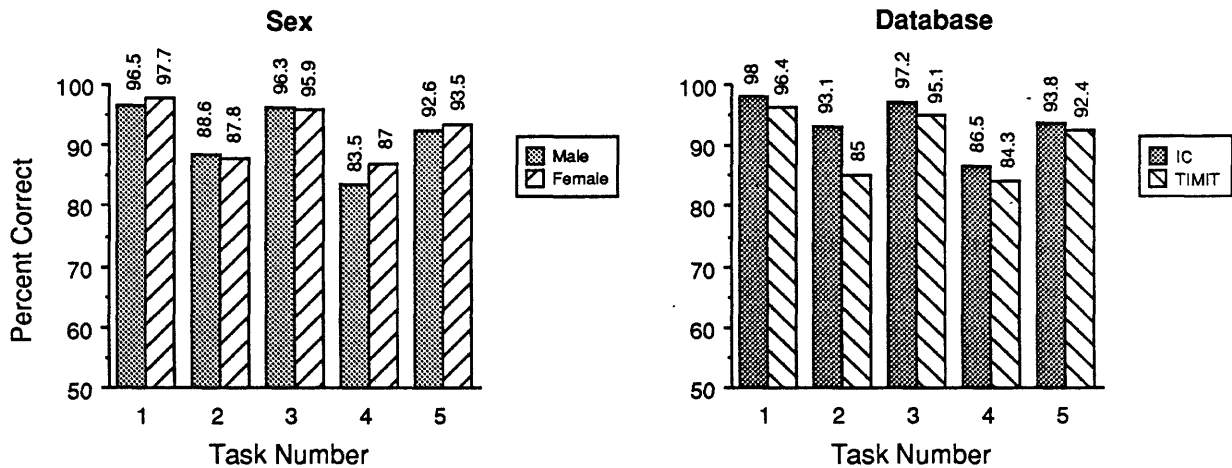 Sex
Percent Correct
100
90
80
70
60
50
96.5
97.7
88.6
87.8
96.3
95.9
83.5
87
92.6
93.5
1 2 3 4 5
Task Number
Male
Female
Database
100
90
80
70
60
50
98
96.4
93.1
85
97.2
95.1
86.5
84.3
93.8
92.4
1 2 3 4 5
Task Number
IC
TIMIT